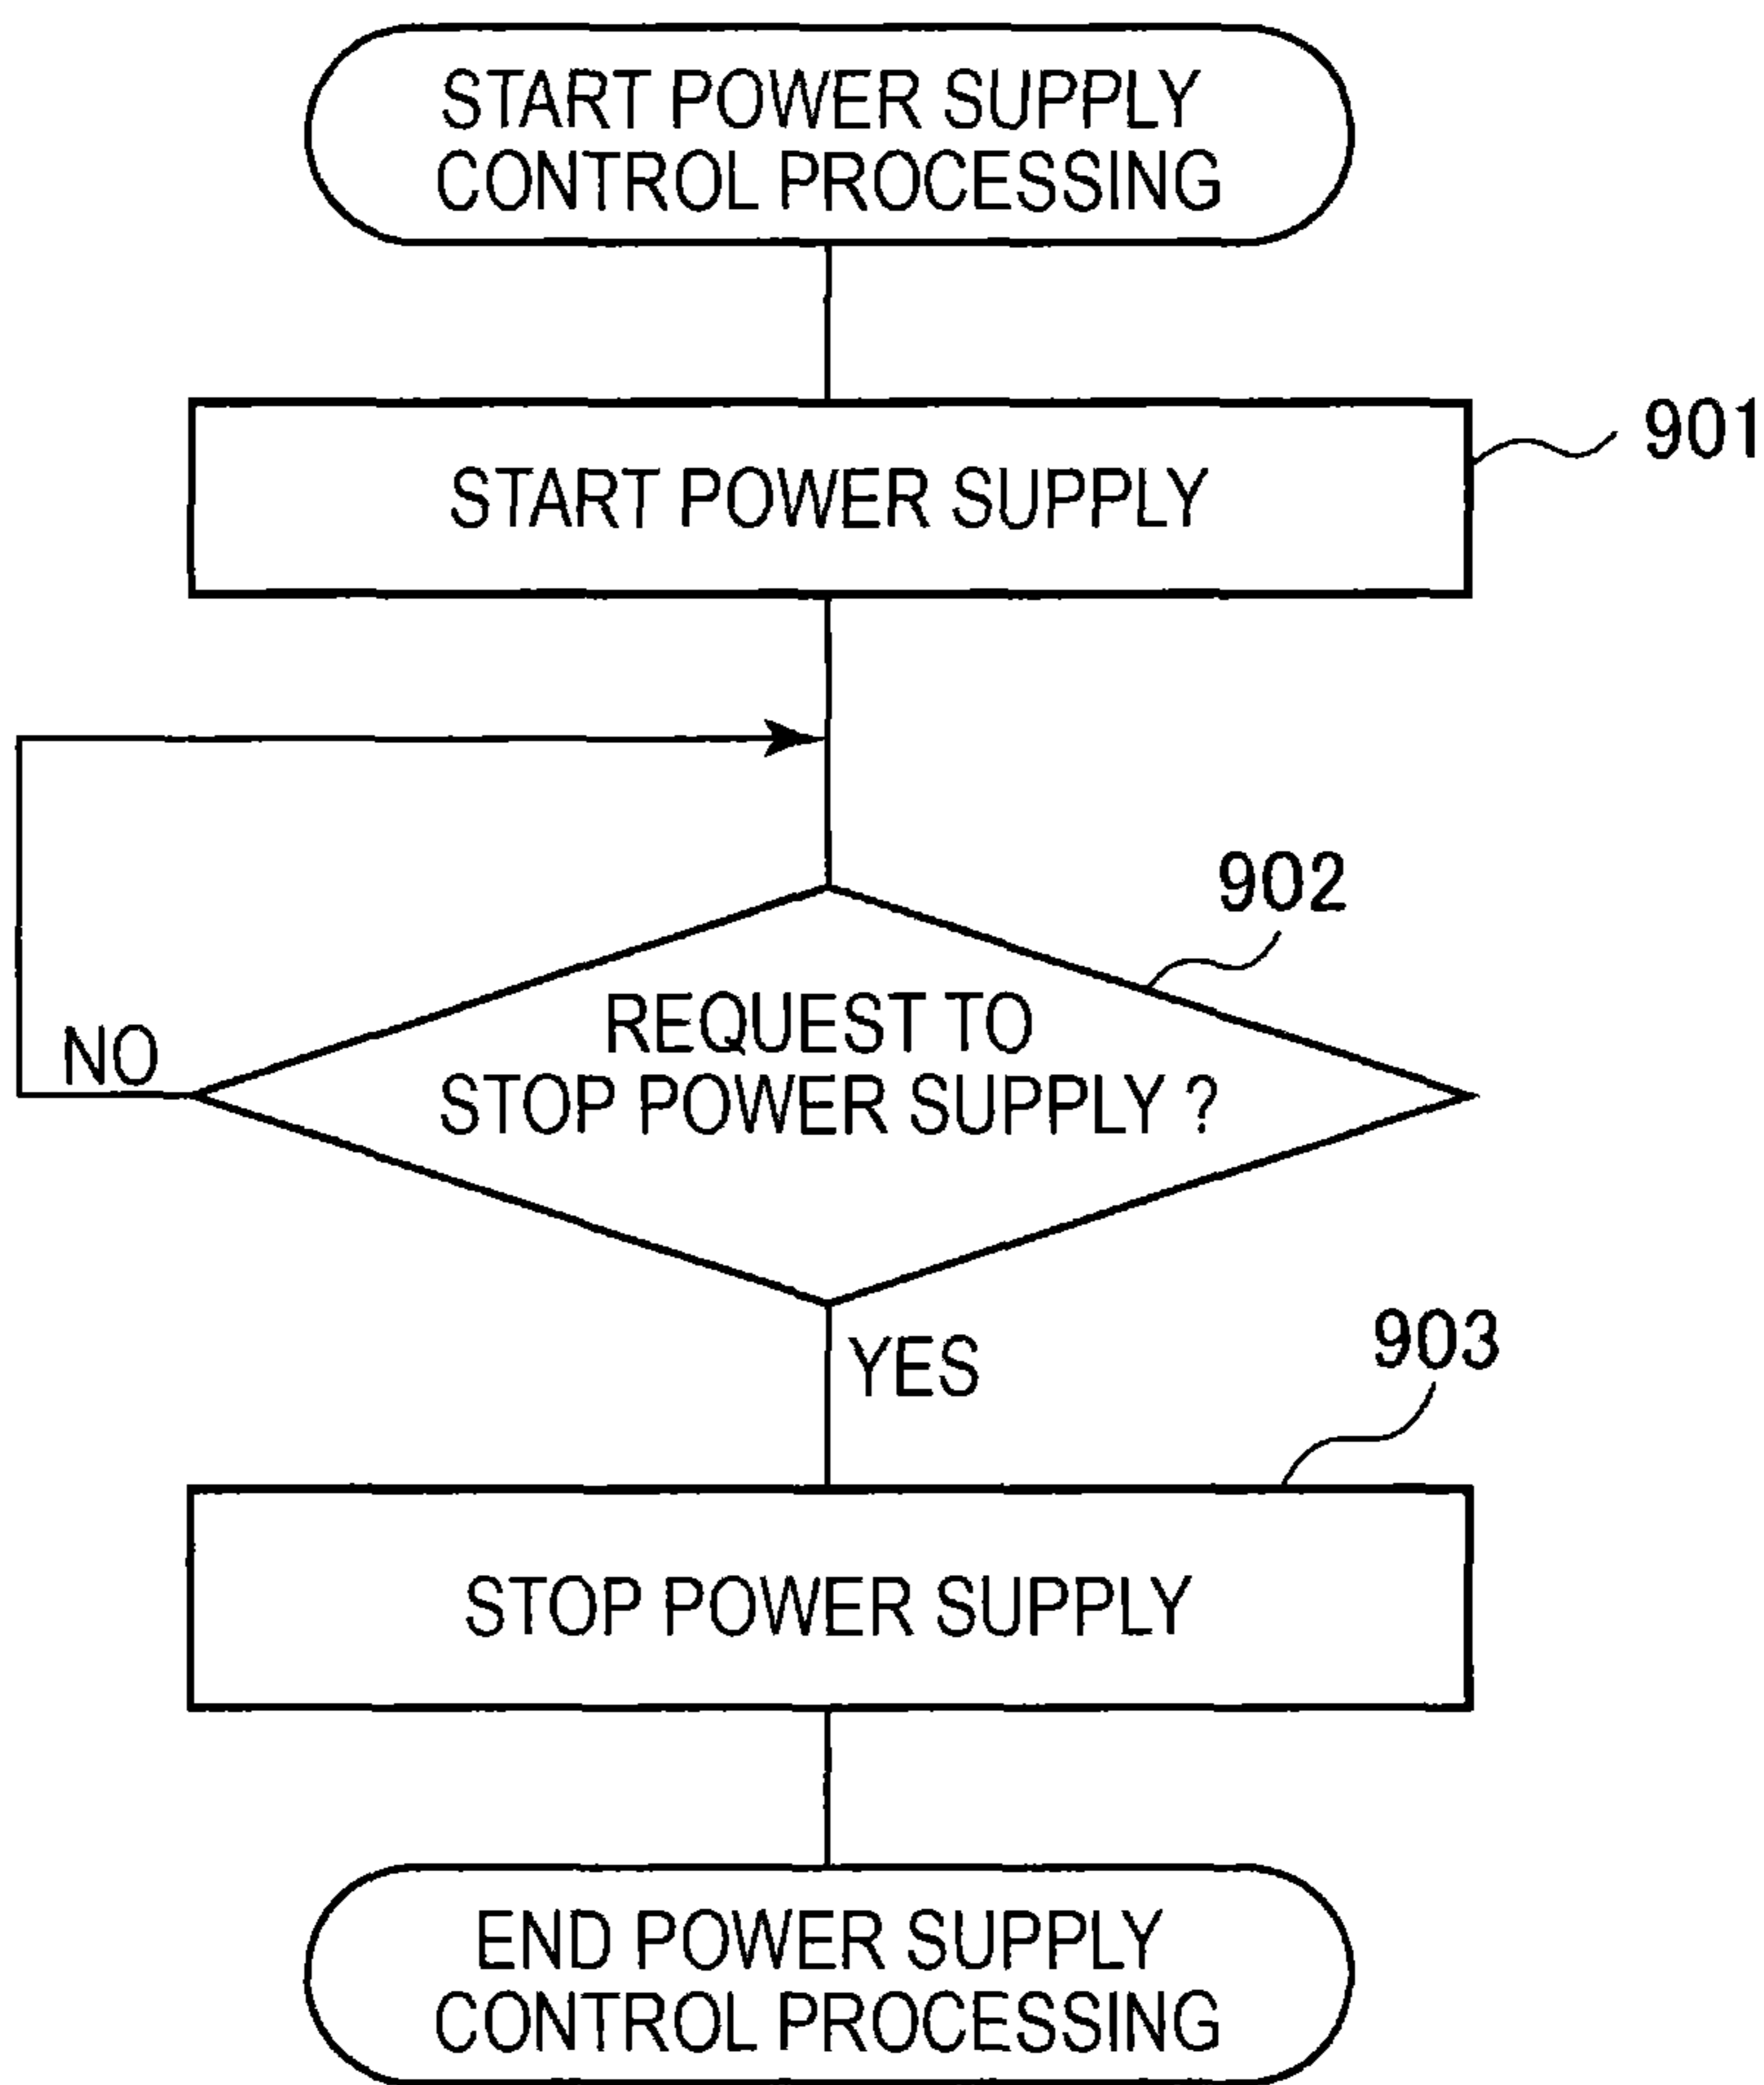 START POWER SUPPLY
CONTROL PROCESSING
901
START POWER SUPPLY
902
REQUEST TO
STOP POWER SUPPLY ?
NO
YES
903
STOP POWER SUPPLY
END POWER SUPPLY
CONTROL PROCESSING